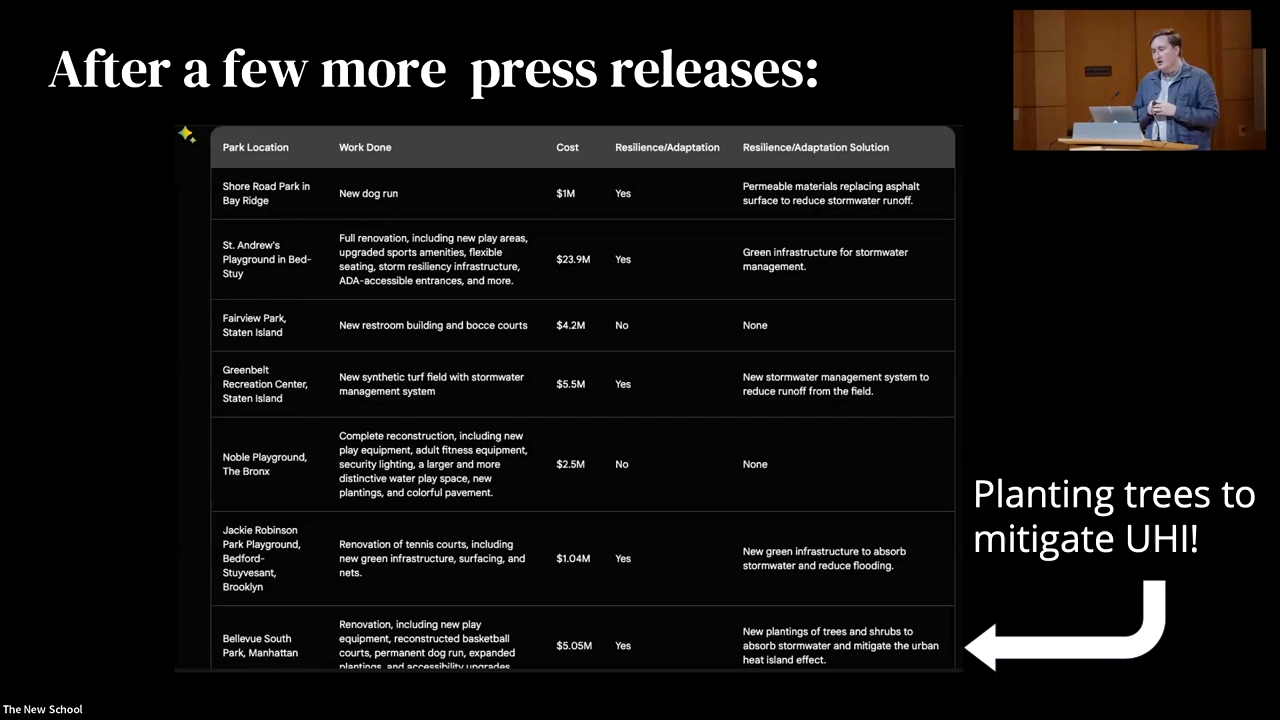 After a few more press releases:
Park Location
Work Done
Cost
Resilience/Adaptation
Resilience/Adaptation Solution
Shore Road Park in
Bay Ridge
New dog run
$1M
Yes
Permeable materials replacing asphalt
surface to reduce stormwater runoff.
St. Andrew's
Playground in Bed-
Stuy
Full renovation, including new play areas,
upgraded sports amenities, flexible
seating, storm resiliency infrastructure,
ADA-accessible entrances, and more.
$23.9M
Yes
Green infrastructure for stormwater
management.
Fairview Park,
Staten Island
New restroom building and bocce courts
$4.2M
No
None
Greenbelt
Recreation Center,
Staten Island
New synthetic turf field with stormwater
management system
$5.5M
Yes
New stormwater management system to
reduce runoff from the field.
Noble Playground,
The Bronx
Complete reconstruction, including new
play equipment, adult fitness equipment,
security lighting, a larger and more
distinctive water play space, new
plantings, and colorful pavement.
$2.5M
No
None
Jackie Robinson
Park Playground,
Bedford-
Stuyvesant,
Brooklyn
Renovation of tennis courts, including
new green infrastructure, surfacing, and
nets.
$1.04M
Yes
New green infrastructure to absorb
stormwater and reduce flooding.
Bellevue South
Park, Manhattan
Renovation, including new play
equipment, reconstructed basketball
courts, permanent dog run, expanded
plantings, and accessibility upgrades
$5.05M
Yes
New plantings of trees and shrubs to
absorb stormwater and mitigate the urban
heat island effect.
Planting trees to
mitigate UHI!
The New School